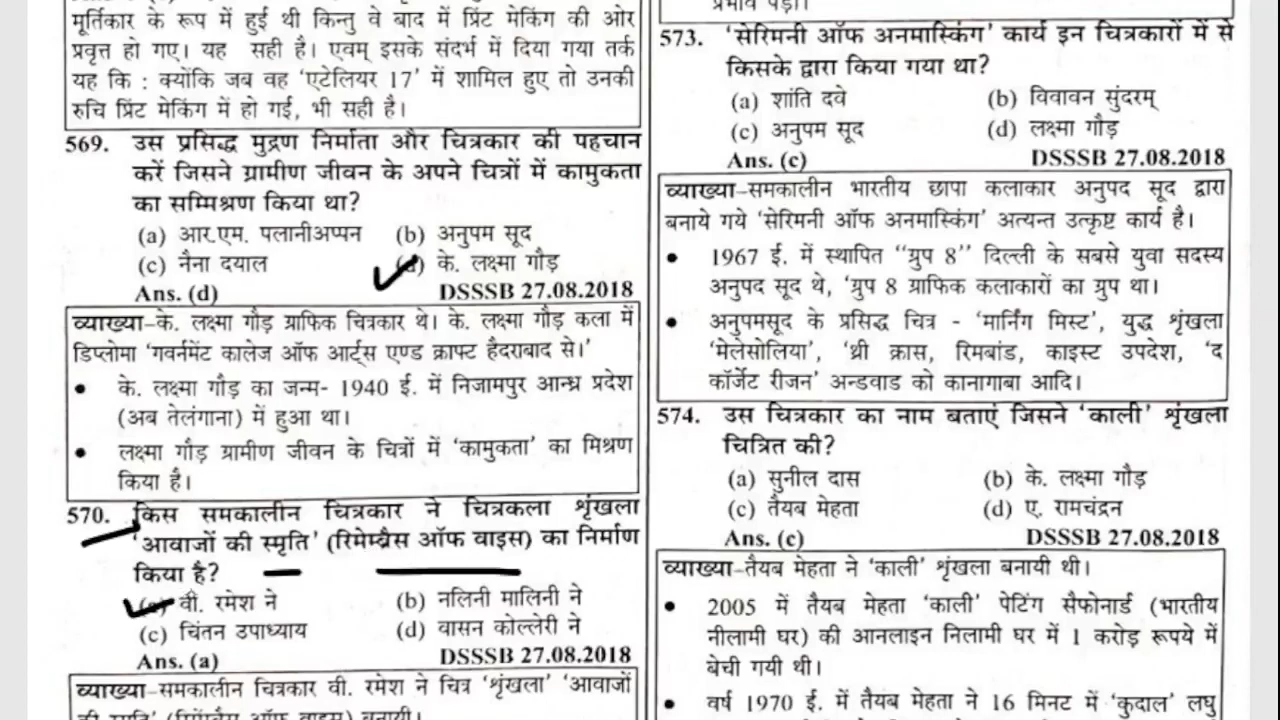 मूर्तिकार के रूप में हुई थी किन्तु वे बाद में प्रिंट मेकिंग की ओर
प्रवृत्त हो गए। यह सही है। एवम् इसके संदर्भ में दिया गया तर्क
यह कि : क्योंकि जब वह 'एटेलियर 17' में शामिल हुए तो उनकी
रुचि प्रिंट मेकिंग में हो गई, भी सही है।
569. उस प्रसिद्ध मुद्रण निर्माता और चित्रकार की पहचान
करें जिसने ग्रामीण जीवन के अपने चित्रों में कामुकता
का सम्मिश्रण किया था?
(a) आर.एम. पलानीअप्पन (b) अनुपम सूद
(c) नैना दयाल (d) के. लक्ष्मा गौड़
Ans. (d) DSSSB 27.08.2018
व्याख्या–के. लक्ष्मा गौड़ ग्राफिक चित्रकार थे। के. लक्ष्मा गौड़ कला में
डिप्लोमा 'गवर्नमेंट कालेज ऑफ आर्ट्स एण्ड क्राफ्ट हैदराबाद से।'
• के. लक्ष्मा गौड़ का जन्म- 1940 ई. में निजामपुर आन्ध्र प्रदेश
(अब तेलंगाना) में हुआ था।
• लक्ष्मा गौड़ ग्रामीण जीवन के चित्रों में 'कामुकता' का मिश्रण
किया है।
570. किस समकालीन चित्रकार ने चित्रकला शृंखला
'आवाजों की स्मृति' (रिमेम्ब्रैस ऑफ वाइस) का निर्माण
किया है?
(a) वी. रमेश ने (b) नलिनी मालिनी ने
(c) चिंतन उपाध्याय (d) वासन कोल्लेरी ने
Ans. (a) DSSSB 27.08.2018
व्याख्या–समकालीन चित्रकार वी. रमेश ने चित्र 'शृंखला' 'आवाजों
की स्मृति' (रिमेम्ब्रैस ऑफ वाइस) बनायी।
प्रभाव पड़ा।
573. 'सेरिमनी ऑफ अनमास्किंग' कार्य इन चित्रकारों में से
किसके द्वारा किया गया था?
(a) शांति दवे (b) विवावन सुंदरम्
(c) अनुपम सूद (d) लक्ष्मा गौड़
Ans. (c) DSSSB 27.08.2018
व्याख्या–समकालीन भारतीय छापा कलाकार अनुपद सूद द्वारा
बनाये गये 'सेरिमनी ऑफ अनमास्किंग' अत्यन्त उत्कृष्ट कार्य है।
• 1967 ई. में स्थापित "ग्रुप 8" दिल्ली के सबसे युवा सदस्य
अनुपद सूद थे, 'ग्रुप 8 ग्राफिक कलाकारों का ग्रुप था।
• अनुपमसूद के प्रसिद्ध चित्र - 'मार्निंग मिस्ट', युद्ध शृंखला
'मेलेसोलिया', 'थ्री क्रास, रिमबांड, काइस्ट उपदेश, 'द
कॉर्जेट रीजन' अन्डवाड को कानागाबा आदि।
574. उस चित्रकार का नाम बताएं जिसने 'काली' शृंखला
चित्रित की?
(a) सुनील दास (b) के. लक्ष्मा गौड़
(c) तैयब मेहता (d) ए. रामचंद्रन
Ans. (c) DSSSB 27.08.2018
व्याख्या–तैयब मेहता ने 'काली' शृंखला बनायी थी।
• 2005 में तैयब मेहता 'काली' पेटिंग सैफोनार्ड (भारतीय
नीलामी घर) की आनलाइन निलामी घर में 1 करोड़ रूपये में
बेची गयी थी।
• वर्ष 1970 ई. में तैयब मेहता ने 16 मिनट में 'कुदाल' लघु